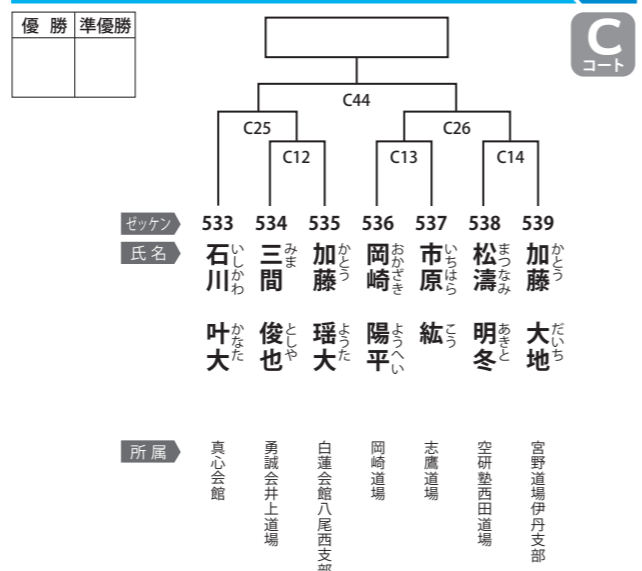 優 勝 準優勝
C
コート
C44
C25 C26
C12 C13 C14
ゼッケン 533 534 535 536 537 538 539
氏 名
石川 叶大
いしかわ かなた
三間 俊也
みま としや
加藤 瑶大
かとう ようた
岡崎 陽平
おかざき ようへい
市原 紘
いちはら こう
松濤 明冬
まつなみ あきと
加藤 大地
かとう だいち
所 属
真心会館
勇誠会井上道場
白蓮会館八尾西支部
岡崎道場
志鷹道場
空研塾西田道場
宮野道場伊丹支部